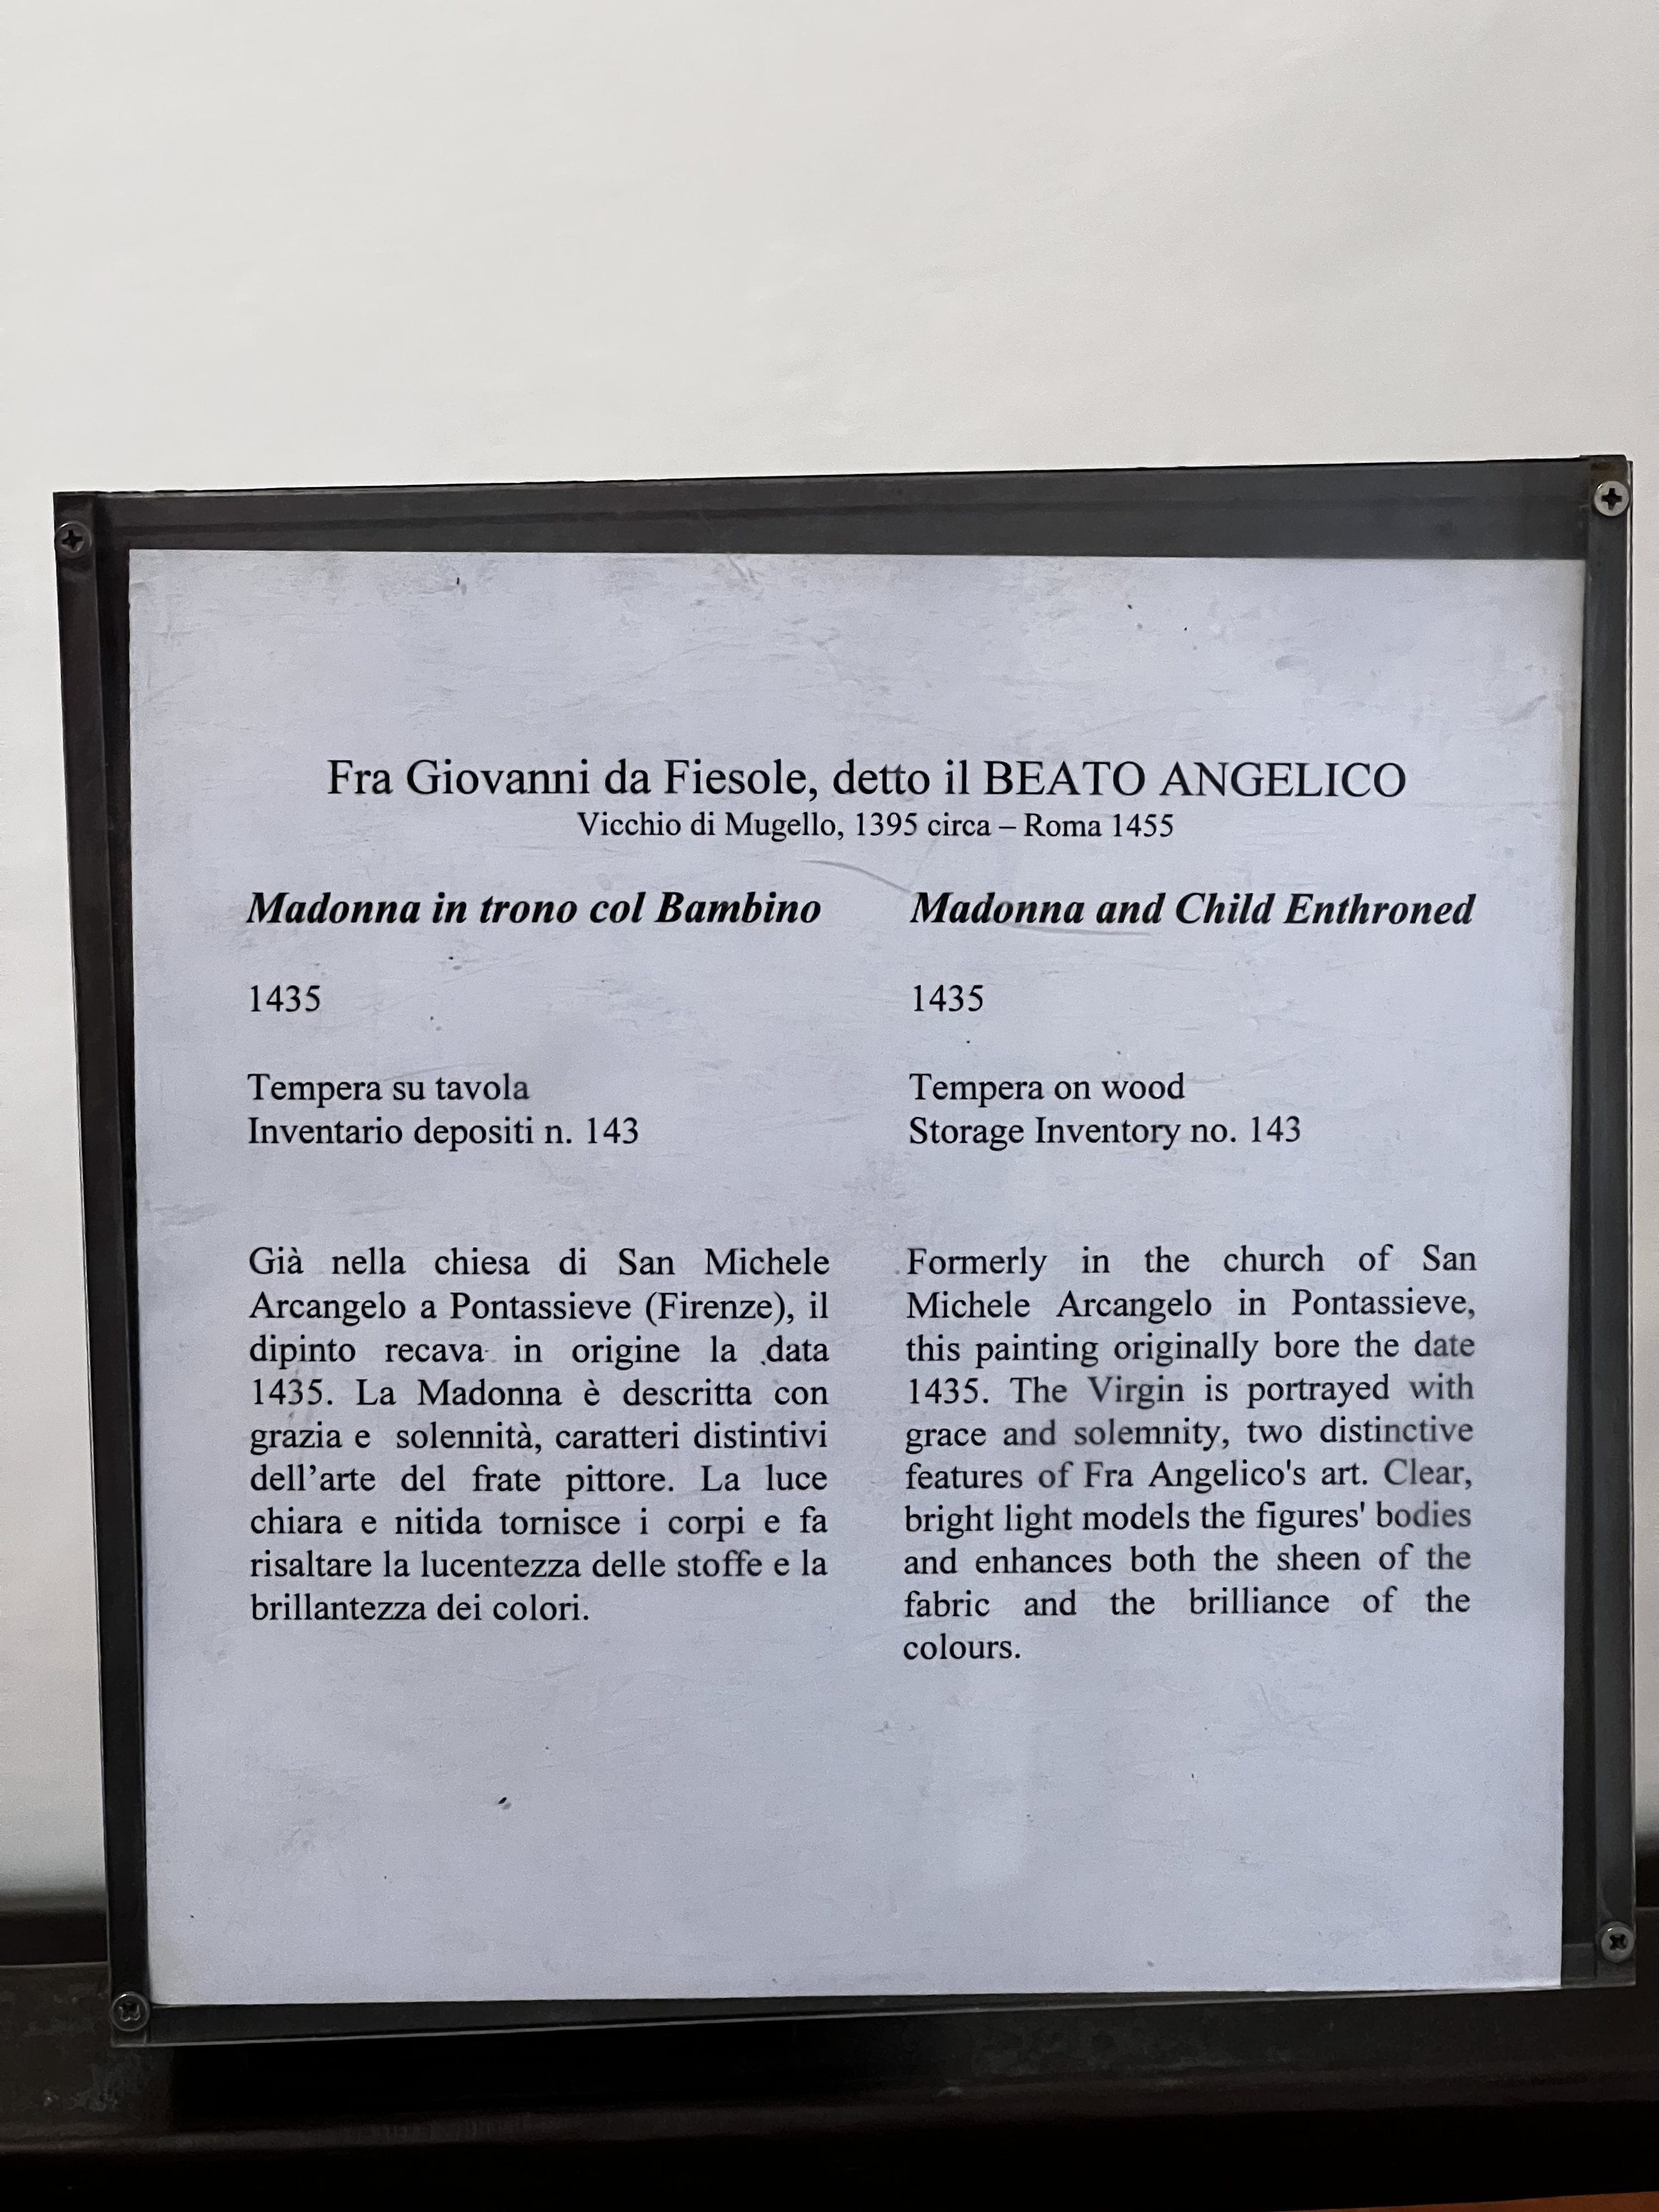 Fra Giovanni da Fiesole, detto il BEATO ANGELICO
Vicchio di Mugello, 1395 circa – Roma 1455
Madonna in trono col Bambino
1435
Tempera su tavola
Inventario depositi n. 143
Già nella chiesa di San Michele
Arcangelo a Pontassieve (Firenze), il
dipinto recava in origine la data
1435. La Madonna è descritta con
grazia e solennità, caratteri distintivi
dell’arte del frate pittore. La luce
chiara e nitida tornisce i corpi e fa
risaltare la lucentezza delle stoffe e la
brillantezza dei colori.
Madonna and Child Enthroned
1435
Tempera on wood
Storage Inventory no. 143
Formerly in the church of San
Michele Arcangelo in Pontassieve,
this painting originally bore the date
1435. The Virgin is portrayed with
grace and solemnity, two distinctive
features of Fra Angelico's art. Clear,
bright light models the figures' bodies
and enhances both the sheen of the
fabric and the brilliance of the
colours.